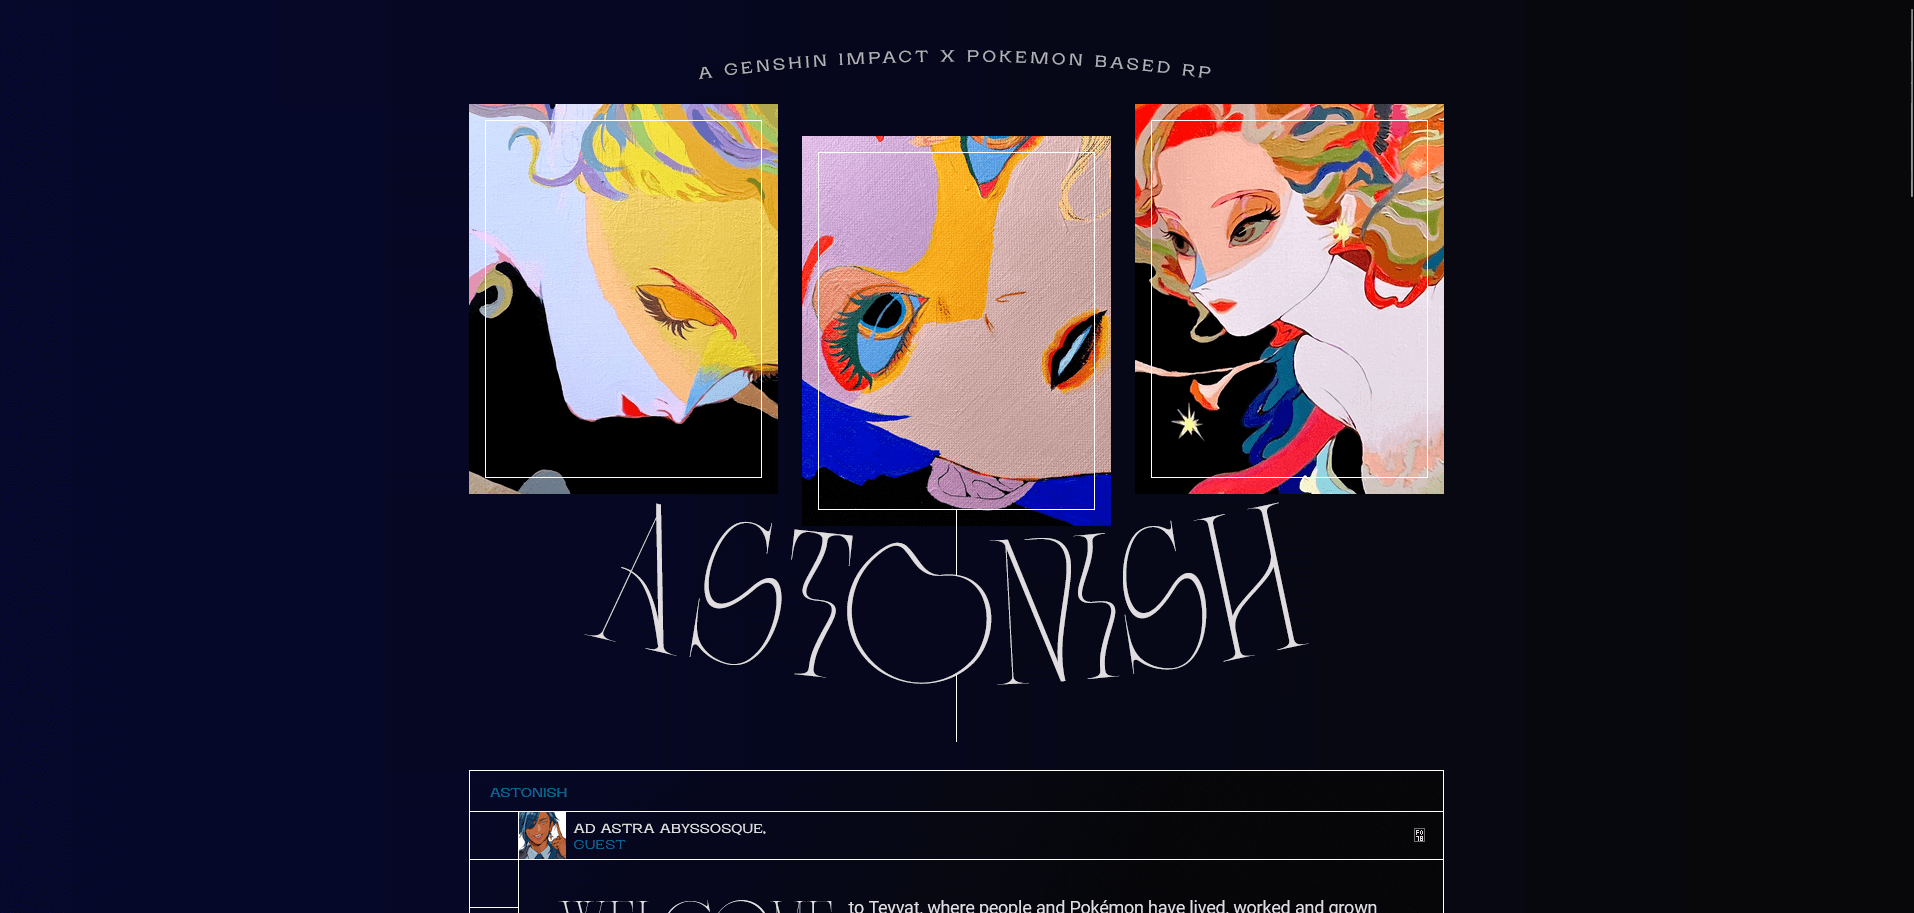 A GENSHIN IMPACT X POKEMON BASED RP
ASTONISH
ASTONISH
AD ASTRA ABYSSOSQUE,
GUEST
WELCOME to Teyvat, where people and Pokémon have lived, worked and grown